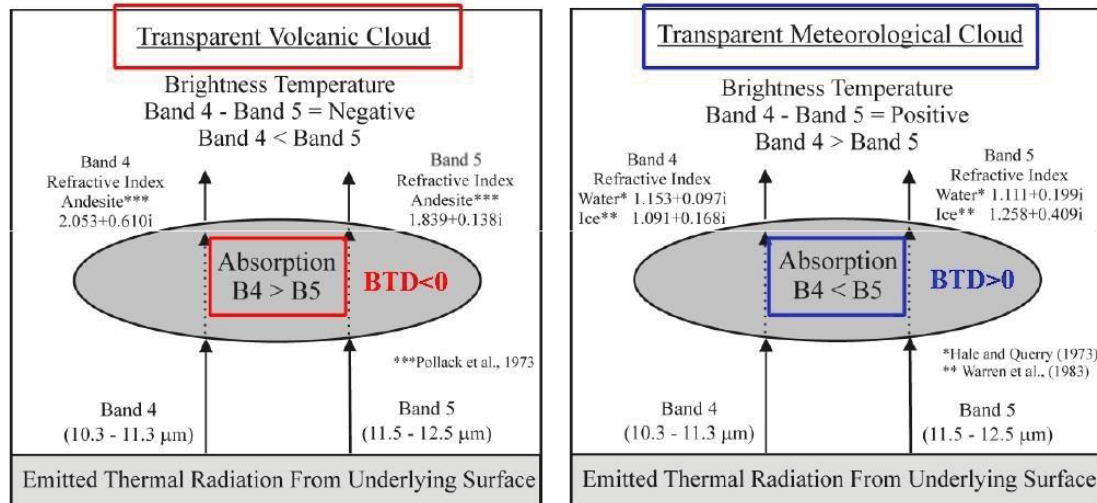 Transparent Volcanic Cloud
Brightness Temperature
Band 4 - Band 5 = Negative
Band 4 < Band 5
Band 4
Refractive Index
Andesite***
2.053+0.610i
Band 5
Refractive Index
Andesite***
1.839+0.138i
Absorption
B4 > B5
BTD<0
***Pollack et al., 1973
Band 4
(10.3 - 11.3 μm)
Band 5
(11.5 - 12.5 μm)
Emitted Thermal Radiation From Underlying Surface
Transparent Meteorological Cloud
Brightness Temperature
Band 4 - Band 5 = Positive
Band 4 > Band 5
Band 4
Refractive Index
Water* 1.153+0.097i
Ice** 1.091+0.168i
Band 5
Refractive Index
Water* 1.111+0.199i
Ice** 1.258+0.409i
Absorption
B4 < B5
BTD>0
*Hale and Querry (1973)
** Warren et al., (1983)
Band 4
(10.3 - 11.3 μm)
Band 5
(11.5 - 12.5 μm)
Emitted Thermal Radiation From Underlying Surface